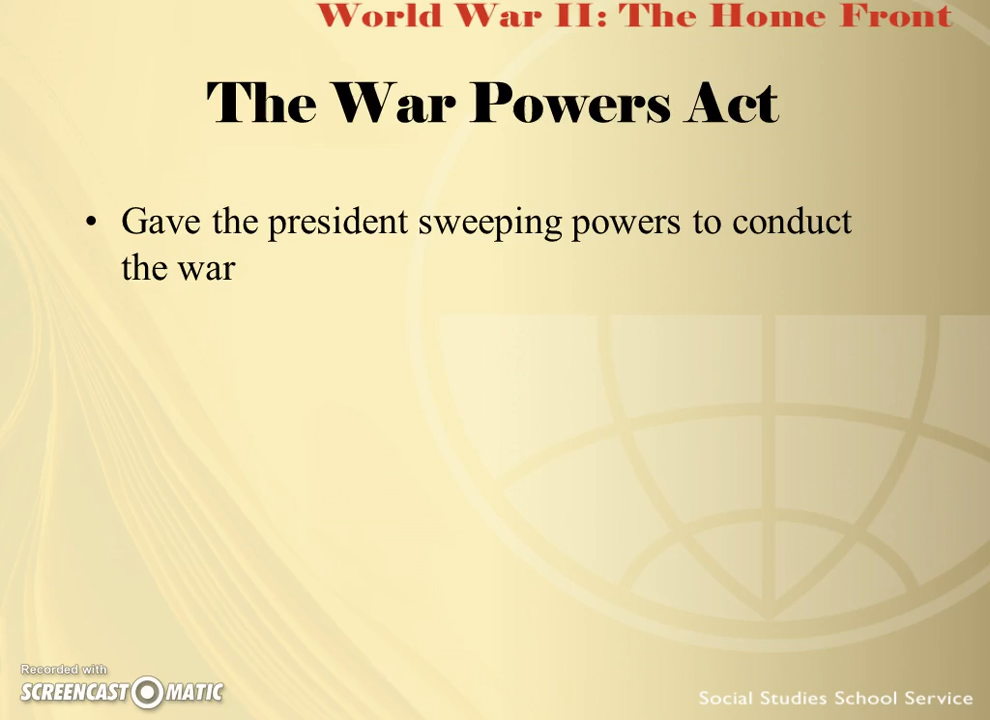 World War II: The Home Front
The War Powers Act
• Gave the president sweeping powers to conduct
the war
Recorded with
SCREENCAST O MATIC
Social Studies School Service